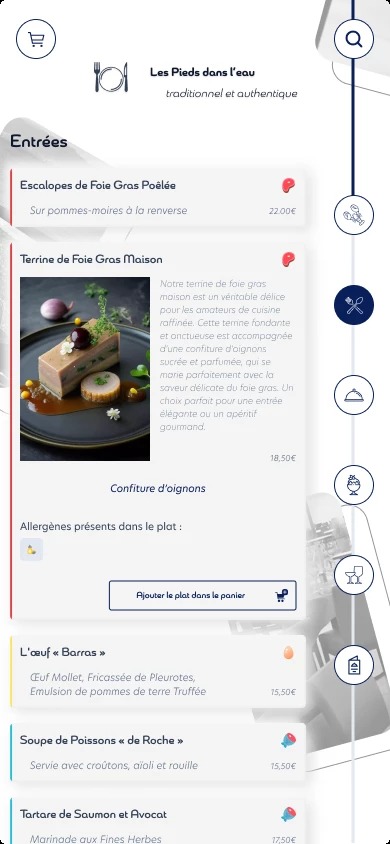 Les Pieds dans l'eau
traditionnel et authentique
Entrées
Escalopes de Foie Gras Poêlée
Sur pommes-moires à la renverse
22.00€
Terrine de Foie Gras Maison
Notre terrine de foie gras
maison est un véritable délice
pour les amateurs de cuisine
raffinée. Cette terrine fondante
et onctueuse est accompagnée
d'une confiture d'oignons
sucrée et parfumée, qui se
marie parfaitement avec la
saveur délicate du foie gras. Un
choix parfait pour une entrée
élégante ou un apéritif
gourmand.
18,50€
Confiture d'oignons
Allergènes présents dans le plat :
Ajouter le plat dans le panier
L'œuf « Barras »
Œuf Mollet, Fricassée de Pleurotes,
Emulsion de pommes de terre Truffée
15,50€
Soupe de Poissons « de Roche »
Servie avec croûtons, aïoli et rouille
15,50€
Tartare de Saumon et Avocat
Marinade aux Fines Herbes
17,50€